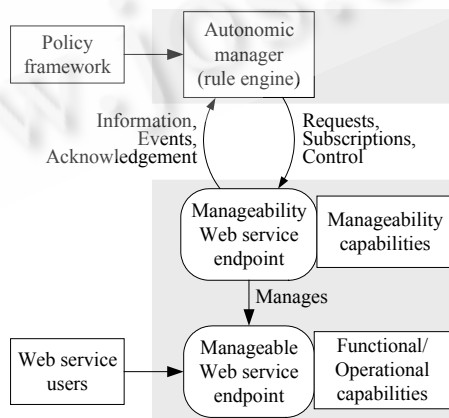 Policy
framework
Autonomic
manager
(rule engine)
Information,
Events,
Acknowledgement
Requests,
Subscriptions,
Control
Manageability
Web service
endpoint
Manageability
capabilities
Manages
Web service
users
Manageable
Web service
endpoint
Functional/
Operational
capabilities